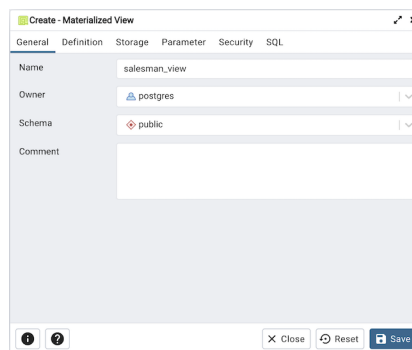 Create - Materialized View
General Definition Storage Parameter Security SQL
Name salesman_view
Owner postgres
Schema public
Comment
Close Reset Save